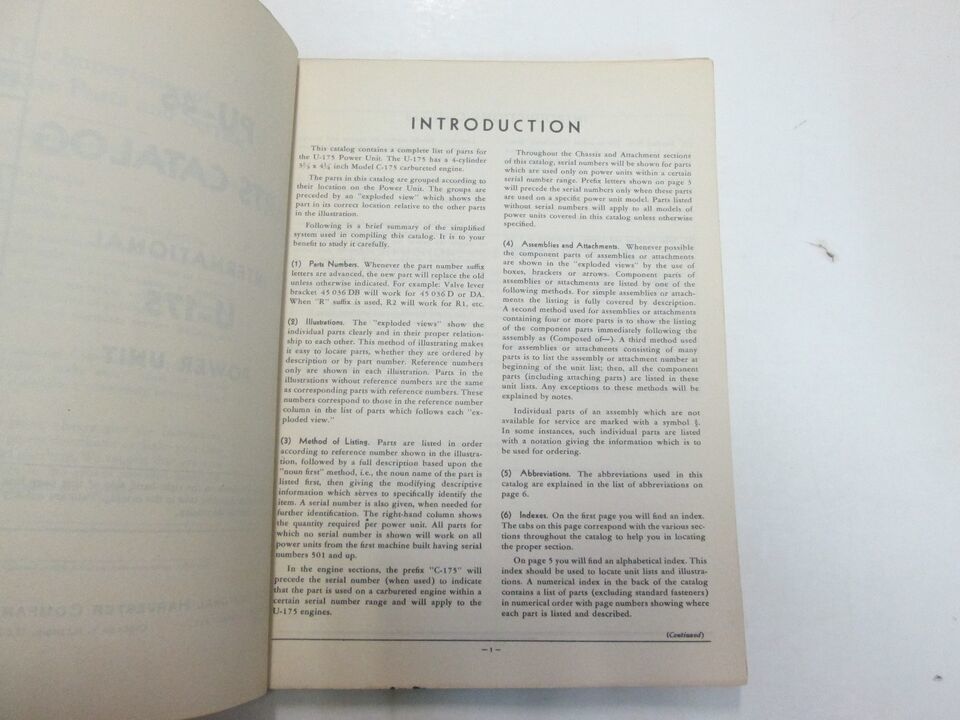 INTRODUCTION
This catalog contains a complete list of parts for
the U-175 Power Unit. The U-175 has a 4-cylinder
x 4¼ inch Model C-175 carbureted engine.
The parts in this catalog are grouped according to
their location on the Power Unit. The groups are
preceded by an "exploded view" which shows the
part in its correct location relative to the other parts
in the illustration.
Following is a brief summary of the simplified
system used in compiling this catalog. It is to your
benefit to study it carefully.
(1) Parts Numbers. Whenever the part number suffix
letters are advanced, the new part will replace the old
unless otherwise indicated. For example: Valve lever
bracket 45 036 DB will work for 45 036 D or DA.
When "R" suffix is used, R2 will work for R1, etc.
(2) Illustrations. The "exploded views" show the
individual parts clearly and in their proper relation-
ship to each other. This method of illustrating makes
it easy to locate parts, whether they are ordered by
description or by part number. Reference numbers
only are shown in each illustration. Parts in the
illustrations without reference numbers are the same
as corresponding parts with reference numbers. These
numbers correspond to those in the reference number
column in the list of parts which follows each "ex-
ploded view."
(3) Method of Listing. Parts are listed in order
according to reference number shown in the illustra-
tion, followed by a full description based upon the
"noun first" method, i.e., the noun name of the part is
listed first, then giving the modifying descriptive
information which serves to specifically identify the
item. A serial number is also given, when needed for
further identification. The right-hand column shows
the quantity required per power unit. All parts for
which no serial number is shown will work on all
power units from the first machine built having serial
numbers 501 and up.
In the engine sections, the prefix "C-175" will
precede the serial number (when used) to indicate
that the part is used on a carbureted engine within a
certain serial number range and will apply to the
U-175 engines.
Throughout the Chassis and Attachment sections
of this catalog, serial numbers will be shown for parts
which are used only on power units within a certain
serial number range. Prefix letters shown on page 3
will precede the serial numbers only when these parts
are used on a specific power unit model. Parts listed
without serial numbers will apply to all models of
power units covered in this catalog unless otherwise
specified.
(4) Assemblies and Attachments. Whenever possible
the component parts of assemblies or attachments
are shown in the "exploded views" by the use of
boxes, brackets or arrows. Component parts of
assemblies or attachments are listed by one of the
following methods. For simple assemblies or attach-
ments the listing is fully covered by description.
A second method used for assemblies or attachments
containing four or more parts is to show the listing
of the component parts immediately following the
assembly as (Composed of—). A third method used
for assemblies or attachments consisting of many
parts is to list the assembly or attachment number at
beginning of the unit list; then, all the component
parts (including attaching parts) are listed in these
unit lists. Any exceptions to these methods will be
explained by notes.
Individual parts of an assembly which are not
available for service are marked with a symbol §.
In some instances, such individual parts are listed
with a notation giving the information which is to
be used for ordering.
(5) Abbreviations. The abbreviations used in this
catalog are explained in the list of abbreviations on
page 6.
(6) Indexes. On the first page you will find an index.
The tabs on this page correspond with the various sec-
tions throughout the catalog to help you in locating
the proper section.
On page 5 you will find an alphabetical index. This
index should be used to locate unit lists and illustra-
tions. A numerical index in the back of the catalog
contains a list of parts (excluding standard fasteners)
in numerical order with page numbers showing where
each part is listed and described.
(Continued)
— 1 —